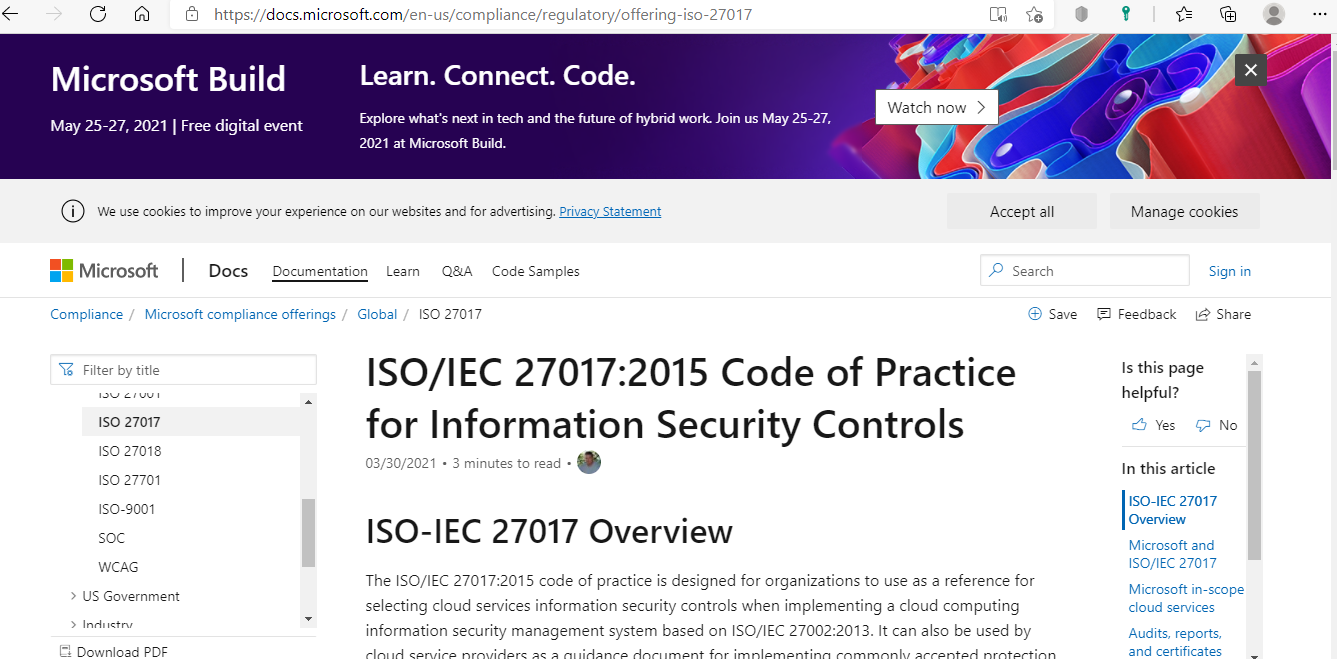 https://docs.microsoft.com/en-us/compliance/regulatory/offering-iso-27017
Microsoft Build
May 25-27, 2021 | Free digital event
Learn. Connect. Code.
Explore what's next in tech and the future of hybrid work. Join us May 25-27,
2021 at Microsoft Build.
Watch now
We use cookies to improve your experience on our websites and for advertising. Privacy Statement
Accept all
Manage cookies
Microsoft
Docs
Documentation
Learn
Q&A
Code Samples
Search
Sign in
Compliance / Microsoft compliance offerings / Global / ISO 27017
Save
Feedback
Share
Filter by title
ISO 27001
ISO 27017
ISO 27018
ISO 27701
ISO-9001
SOC
WCAG
US Government
Industry
Download PDF
ISO/IEC 27017:2015 Code of Practice
for Information Security Controls
03/30/2021 • 3 minutes to read •
ISO-IEC 27017 Overview
The ISO/IEC 27017:2015 code of practice is designed for organizations to use as a reference for
selecting cloud services information security controls when implementing a cloud computing
information security management system based on ISO/IEC 27002:2013. It can also be used by
cloud service providers as a guidance document for implementing commonly accepted protection
Is this page
helpful?
Yes
No
In this article
ISO-IEC 27017
Overview
Microsoft and
ISO/IEC 27017
Microsoft in-scope
cloud services
Audits, reports,
and certificates